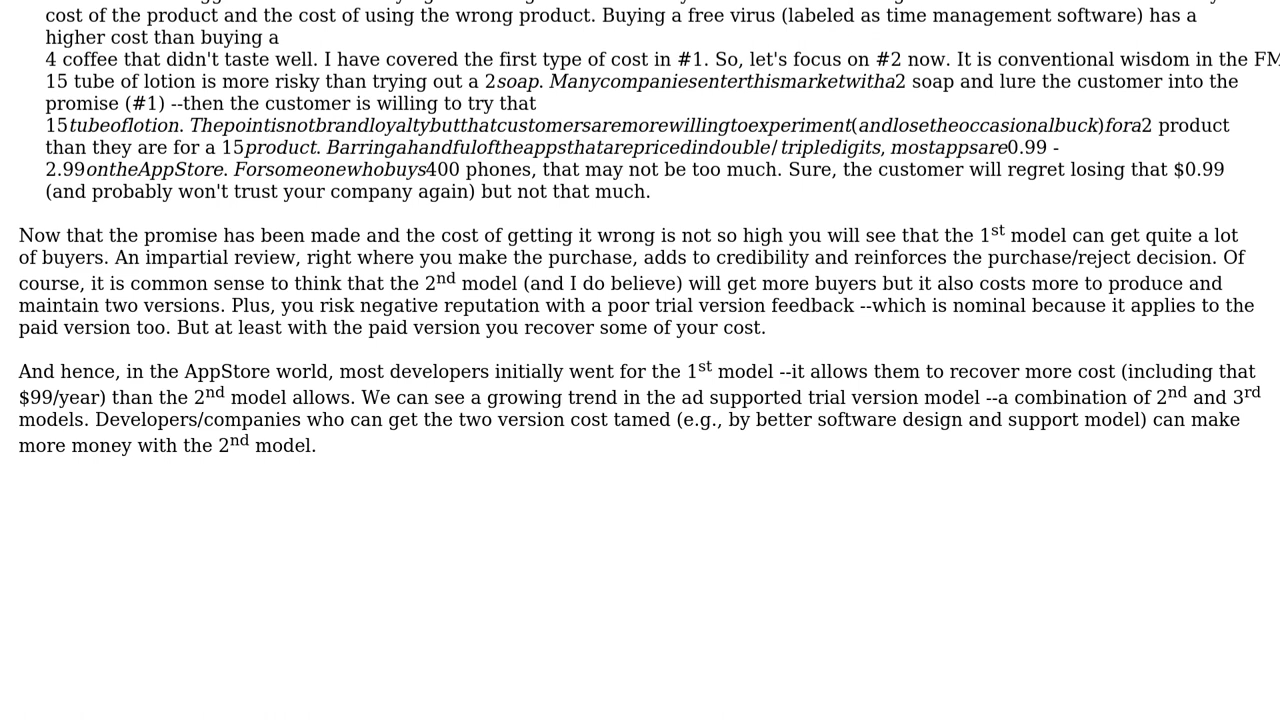 cost of the product and the cost of using the wrong product. Buying a free virus (labeled as time management software) has a
higher cost than buying a
4 coffee that didn't taste well. I have covered the first type of cost in #1. So, let's focus on #2 now. It is conventional wisdom in the FM
15 tube of lotion is more risky than trying out a 2soap. Manycompaniesenterthismarketwitha2 soap and lure the customer into the
promise (#1) --then the customer is willing to try that
15tubeoflotion. Thepointisnotbrandloyaltybutthatcustomersaremorewillingtoexperiment(andlosetheoccasionalbuck)fora2 product
than they are for a 15product. Barringahandfuloftheappsthatarepricedindouble/tripledigits, mostappsare0.99 -
2.99ontheAppStore. Forsomeonewhobuys400 phones, that may not be too much. Sure, the customer will regret losing that $0.99
(and probably won't trust your company again) but not that much.
Now that the promise has been made and the cost of getting it wrong is not so high you will see that the 1st model can get quite a lot
of buyers. An impartial review, right where you make the purchase, adds to credibility and reinforces the purchase/reject decision. Of
course, it is common sense to think that the 2nd model (and I do believe) will get more buyers but it also costs more to produce and
maintain two versions. Plus, you risk negative reputation with a poor trial version feedback --which is nominal because it applies to the
paid version too. But at least with the paid version you recover some of your cost.
And hence, in the AppStore world, most developers initially went for the 1st model --it allows them to recover more cost (including that
$99/year) than the 2nd model allows. We can see a growing trend in the ad supported trial version model --a combination of 2nd and 3rd
models. Developers/companies who can get the two version cost tamed (e.g., by better software design and support model) can make
more money with the 2nd model.